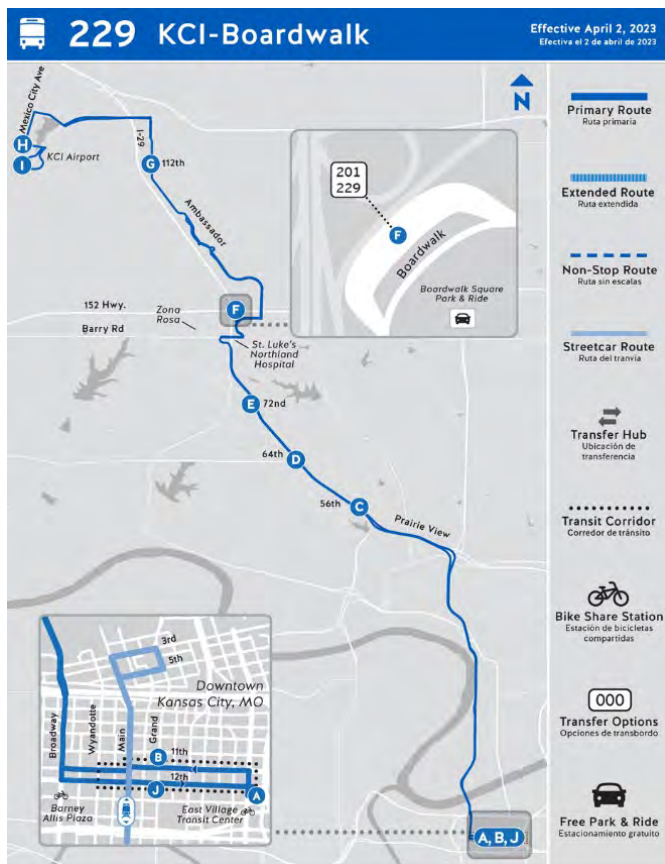 229 KCI-Boardwalk
Effective April 2, 2023
Efectiva el 2 de abril de 2023
Mexico City Ave
N
H
I
KCI Airport
I-29
G
112th
Ambassador
201
229
F
Boardwalk
Boardwalk Square
Park & Ride
152 Hwy.
Zona
Rosa
F
Barry Rd
St. Luke's
Northland
Hospital
E
72nd
64th
D
56th
C
Prairie View
3rd
5th
Downtown
Kansas City, MO
Broadway
Wyandotte
Main
Grand
B
11th
12th
J
A
Barney
Allis Plaza
East Village
Transit Center
A, B, J
Primary Route
Ruta primaria
Extended Route
Ruta extendida
Non-Stop Route
Ruta sin escalas
Streetcar Route
Ruta del tranvia
Transfer Hub
Ubicación de
transferencia
Transit Corridor
Corredor de tránsito
Bike Share Station
Estación de bicicletas
compartidas
000
Transfer Options
Opciones de transbordo
Free Park & Ride
Estacionamiento gratuito